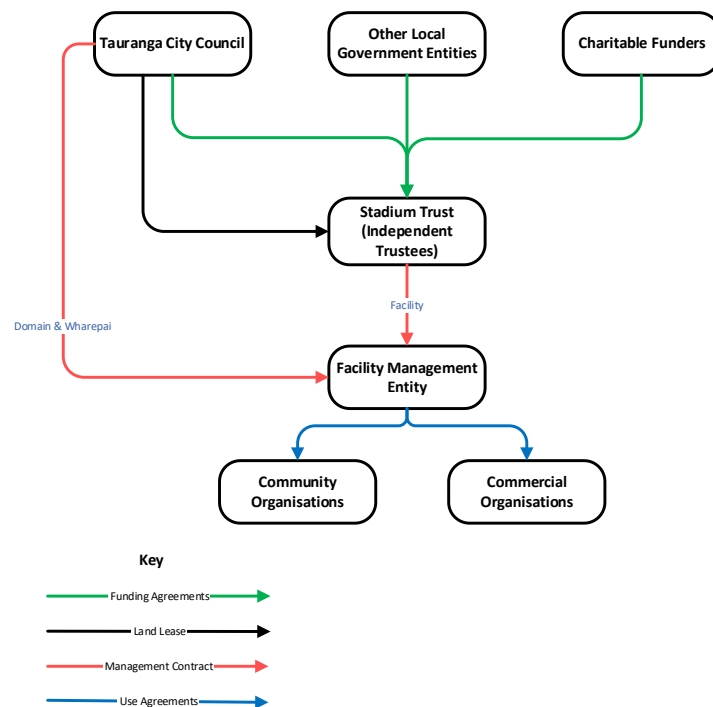 Tauranga City Council
Other Local
Government Entities
Charitable Funders
Stadium Trust
(Independent
Trustees)
Facility
Domain & Wharepai
Facility Management
Entity
Community
Organisations
Commercial
Organisations
Key
Funding Agreements
Land Lease
Management Contract
Use Agreements